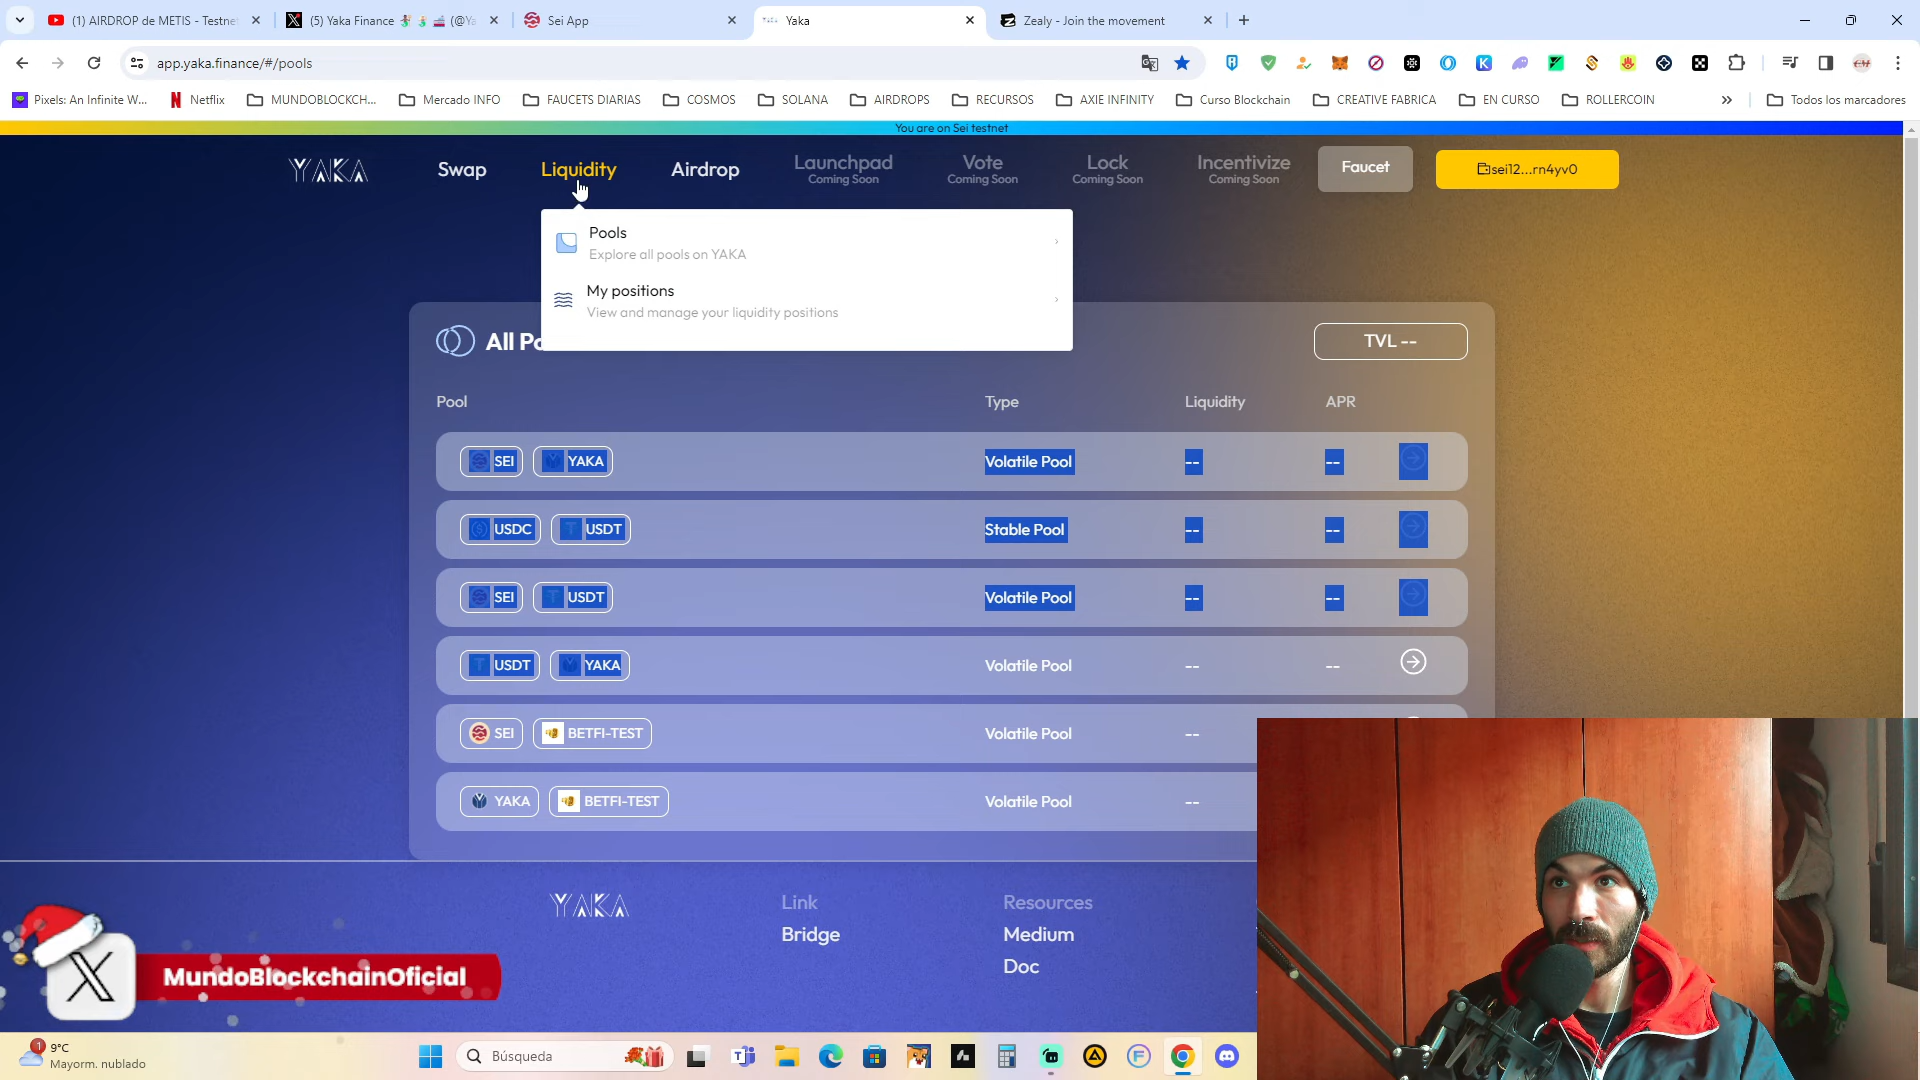 (1) AIRDROP de METIS - Testne
(5) Yaka Finance
(@Ya
Sei App
Yaka
Zealy - Join the movement
app.yaka.finance/#/pools
Pixels: An Infinite W...
Netflix
MUNDOBLOCKCH...
Mercado INFO
FAUCETS DIARIAS
COSMOS
SOLANA
AIRDROPS
RECURSOS
AXIE INFINITY
Curso Blockchain
CREATIVE FABRICA
EN CURSO
ROLLERCOIN
Todos los marcadores
You are on Sei testnet
YAKA
Swap
Liquidity
Airdrop
Launchpad
Coming Soon
Vote
Coming Soon
Lock
Coming Soon
Incentivize
Coming Soon
Faucet
sei12...rn4yv0
Pools
Explore all pools on YAKA
My positions
View and manage your liquidity positions
All Po
TVL --
Pool Type Liquidity APR
SEI YAKA Volatile Pool -- --
USDC USDT Stable Pool -- --
SEI USDT Volatile Pool -- --
USDT YAKA Volatile Pool -- --
SEI BETFI-TEST Volatile Pool --
YAKA BETFI-TEST Volatile Pool --
YAKA
Link
Bridge
Resources
Medium
Doc
X
MundoBlockchainOficial
1
9°C
Mayorm. nublado
Búsqueda